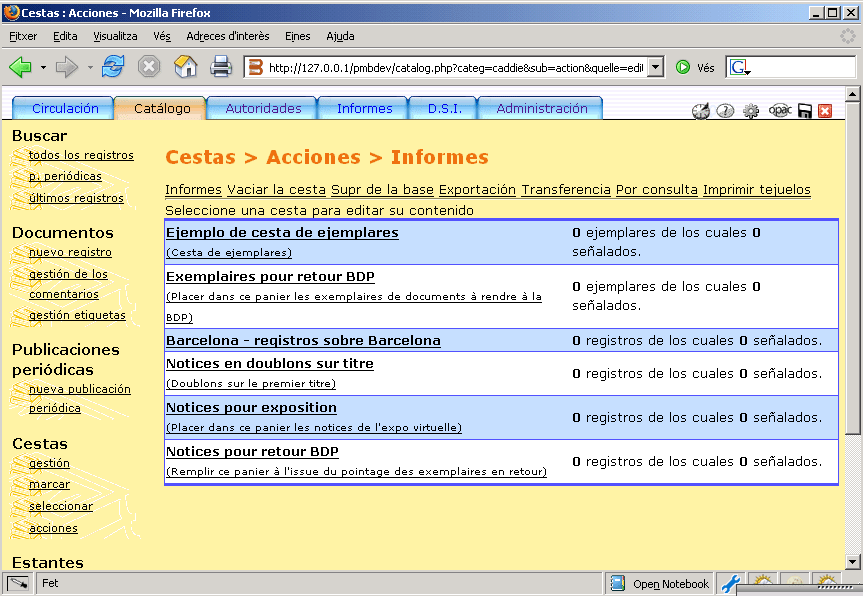 Cestas : Acciones - Mozilla Firefox
Fitxer Edita Visualitza Vés Adreces d'interès Eines Ajuda
http://127.0.0.1/pmbdev/catalog.php?categ=caddie&sub=action&quelle=edit Vés G
Circulación Catálogo Autoridades Informes D.S.I. Administración
opac
Buscar
todos los registros
p. periódicas
últimos registros
Documentos
nuevo registro
gestión de los
comentarios
gestión etiquetas
Publicaciones
periódicas
nueva publicación
periódica
Cestas
gestión
marcar
seleccionar
acciones
Estantes
Cestas > Acciones > Informes
Informes Vaciar la cesta Supr de la base Exportación Transferencia Por consulta Imprimir tejuelos
Seleccione una cesta para editar su contenido
Ejemplo de cesta de ejemplares
(Cesta de ejemplares)
0 ejemplares de los cuales 0
señalados.
Exemplaires pour retour BDP
(Placer dans ce panier les exemplaires de documents à rendre à la
BDP)
0 ejemplares de los cuales 0
señalados.
Barcelona - registros sobre Barcelona
0 registros de los cuales 0 señalados.
Notices en doublons sur titre
(Doublons sur le premier titre)
0 registros de los cuales 0 señalados.
Notices pour exposition
(Placer dans ce panier les notices de l'expo virtuelle)
0 registros de los cuales 0 señalados.
Notices pour retour BDP
(Remplir ce panier à l'issue du pointage des exemplaires en retour)
0 registros de los cuales 0 señalados.
Fet
Open Notebook